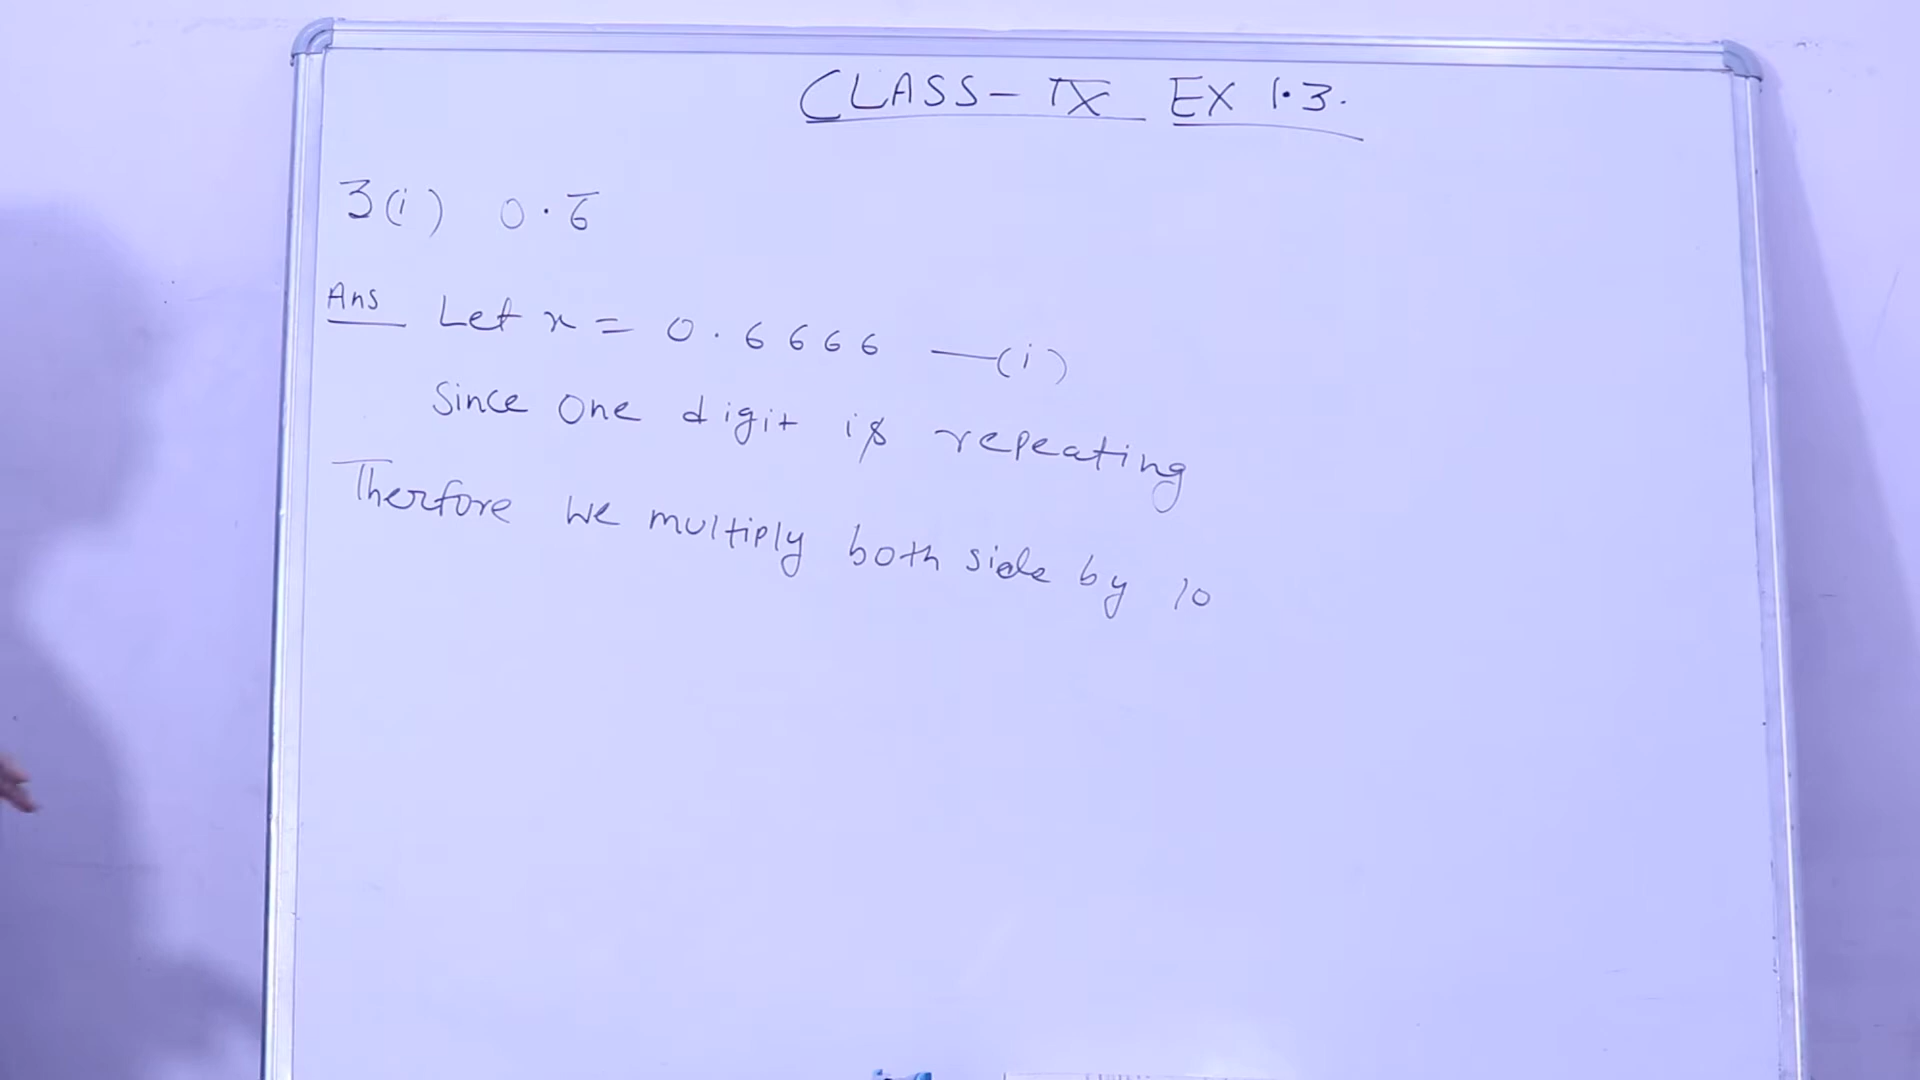 CLASS-IX EX 1.3.
3(i) 0.6̅
Ans Let x = 0.6666 —(i)
Since one digit is repeating
Therfore we multiply both side by 10